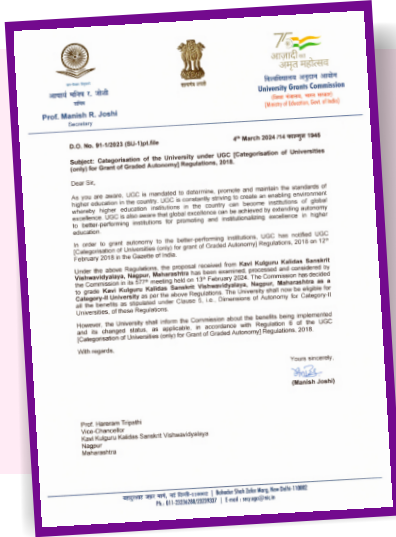 आचार्य मनिष र. जोशी
सचिव
Prof. Manish R. Joshi
Secretary
75
आज़ादी का
अमृत महोत्सव
विश्वविद्यालय अनुदान आयोग
University Grants Commission
(शिक्षा मंत्रालय, भारत सरकार)
(Ministry of Education, Govt. of India)
D.O. No. 91-1/2023 (SU-1)pt.file
4th March 2024 /14 फाल्गुन 1945
Subject: Categorisation of the University under UGC [Categorisation of Universities
(only) for Grant of Graded Autonomy] Regulations, 2018.
Dear Sir,
As you are aware, UGC is mandated to determine, promote and maintain the standards of
higher education in the country. UGC is constantly striving to create an enabling environment
whereby higher education institutions in the country can become institutions of global
excellence. UGC is also aware that global excellence can be achieved by extending autonomy
to better-performing institutions for promoting and institutionalizing excellence in higher
education.
In order to grant autonomy to the better-performing institutions, UGC has notified UGC
[Categorisation of Universities (only) for grant of Graded Autonomy] Regulations, 2018 on 12th
February 2018 in the Gazette of India.
Under the above Regulations, the proposal received from Kavi Kulguru Kalidas Sanskrit
Vishwavidyalaya, Nagpur, Maharashtra has been examined, processed and considered by
the Commission in its 577th meeting held on 13th February 2024. The Commission has decided
to grade Kavi Kulguru Kalidas Sanskrit Vishwavidyalaya, Nagpur, Maharashtra as a
Category-II University as per the above Regulations. The University shall now be eligible for
all the benefits as stipulated under Clause 5, i.e., Dimensions of Autonomy for Category-II
Universities, of these Regulations.
However, the University shall inform the Commission about the benefits being implemented
and its changed status, as applicable, in accordance with Regulation 8 of the UGC
[Categorisation of Universities (only) for Grant of Graded Autonomy] Regulations, 2018.
With regards,
Yours sincerely,
(Manish Joshi)
Prof. Hareram Tripathi
Vice-Chancellor
Kavi Kulguru Kalidas Sanskrit Vishwavidyalaya
Nagpur
Maharashtra
बहादुरशाह ज़फ़र मार्ग, नई दिल्ली-110002 | Bahadur Shah Zafar Marg, New Delhi-110002